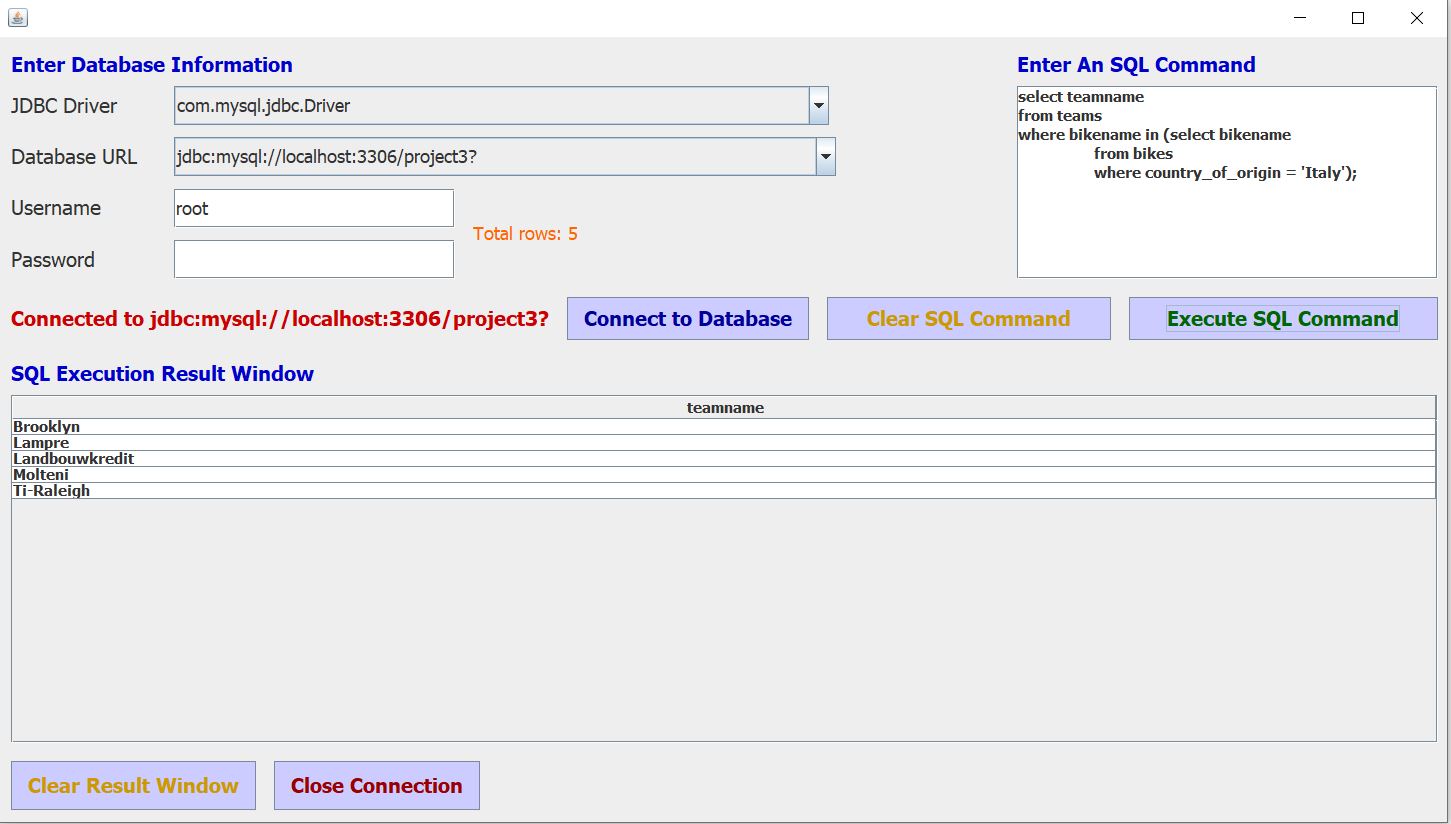 Enter Database Information
Enter An SQL Command
JDBC Driver
com.mysql.jdbc.Driver
Database URL
jdbc:mysql://localhost:3306/project3?
Username
root
Password
Total rows: 5
select teamname
from teams
where bikename in (select bikename
from bikes
where country_of_origin = 'Italy');
Connected to jdbc:mysql://localhost:3306/project3?
Connect to Database
Clear SQL Command
Execute SQL Command
SQL Execution Result Window
teamname
Brooklyn
Lampre
Landbouwkredit
Molteni
Ti-Raleigh
Clear Result Window
Close Connection